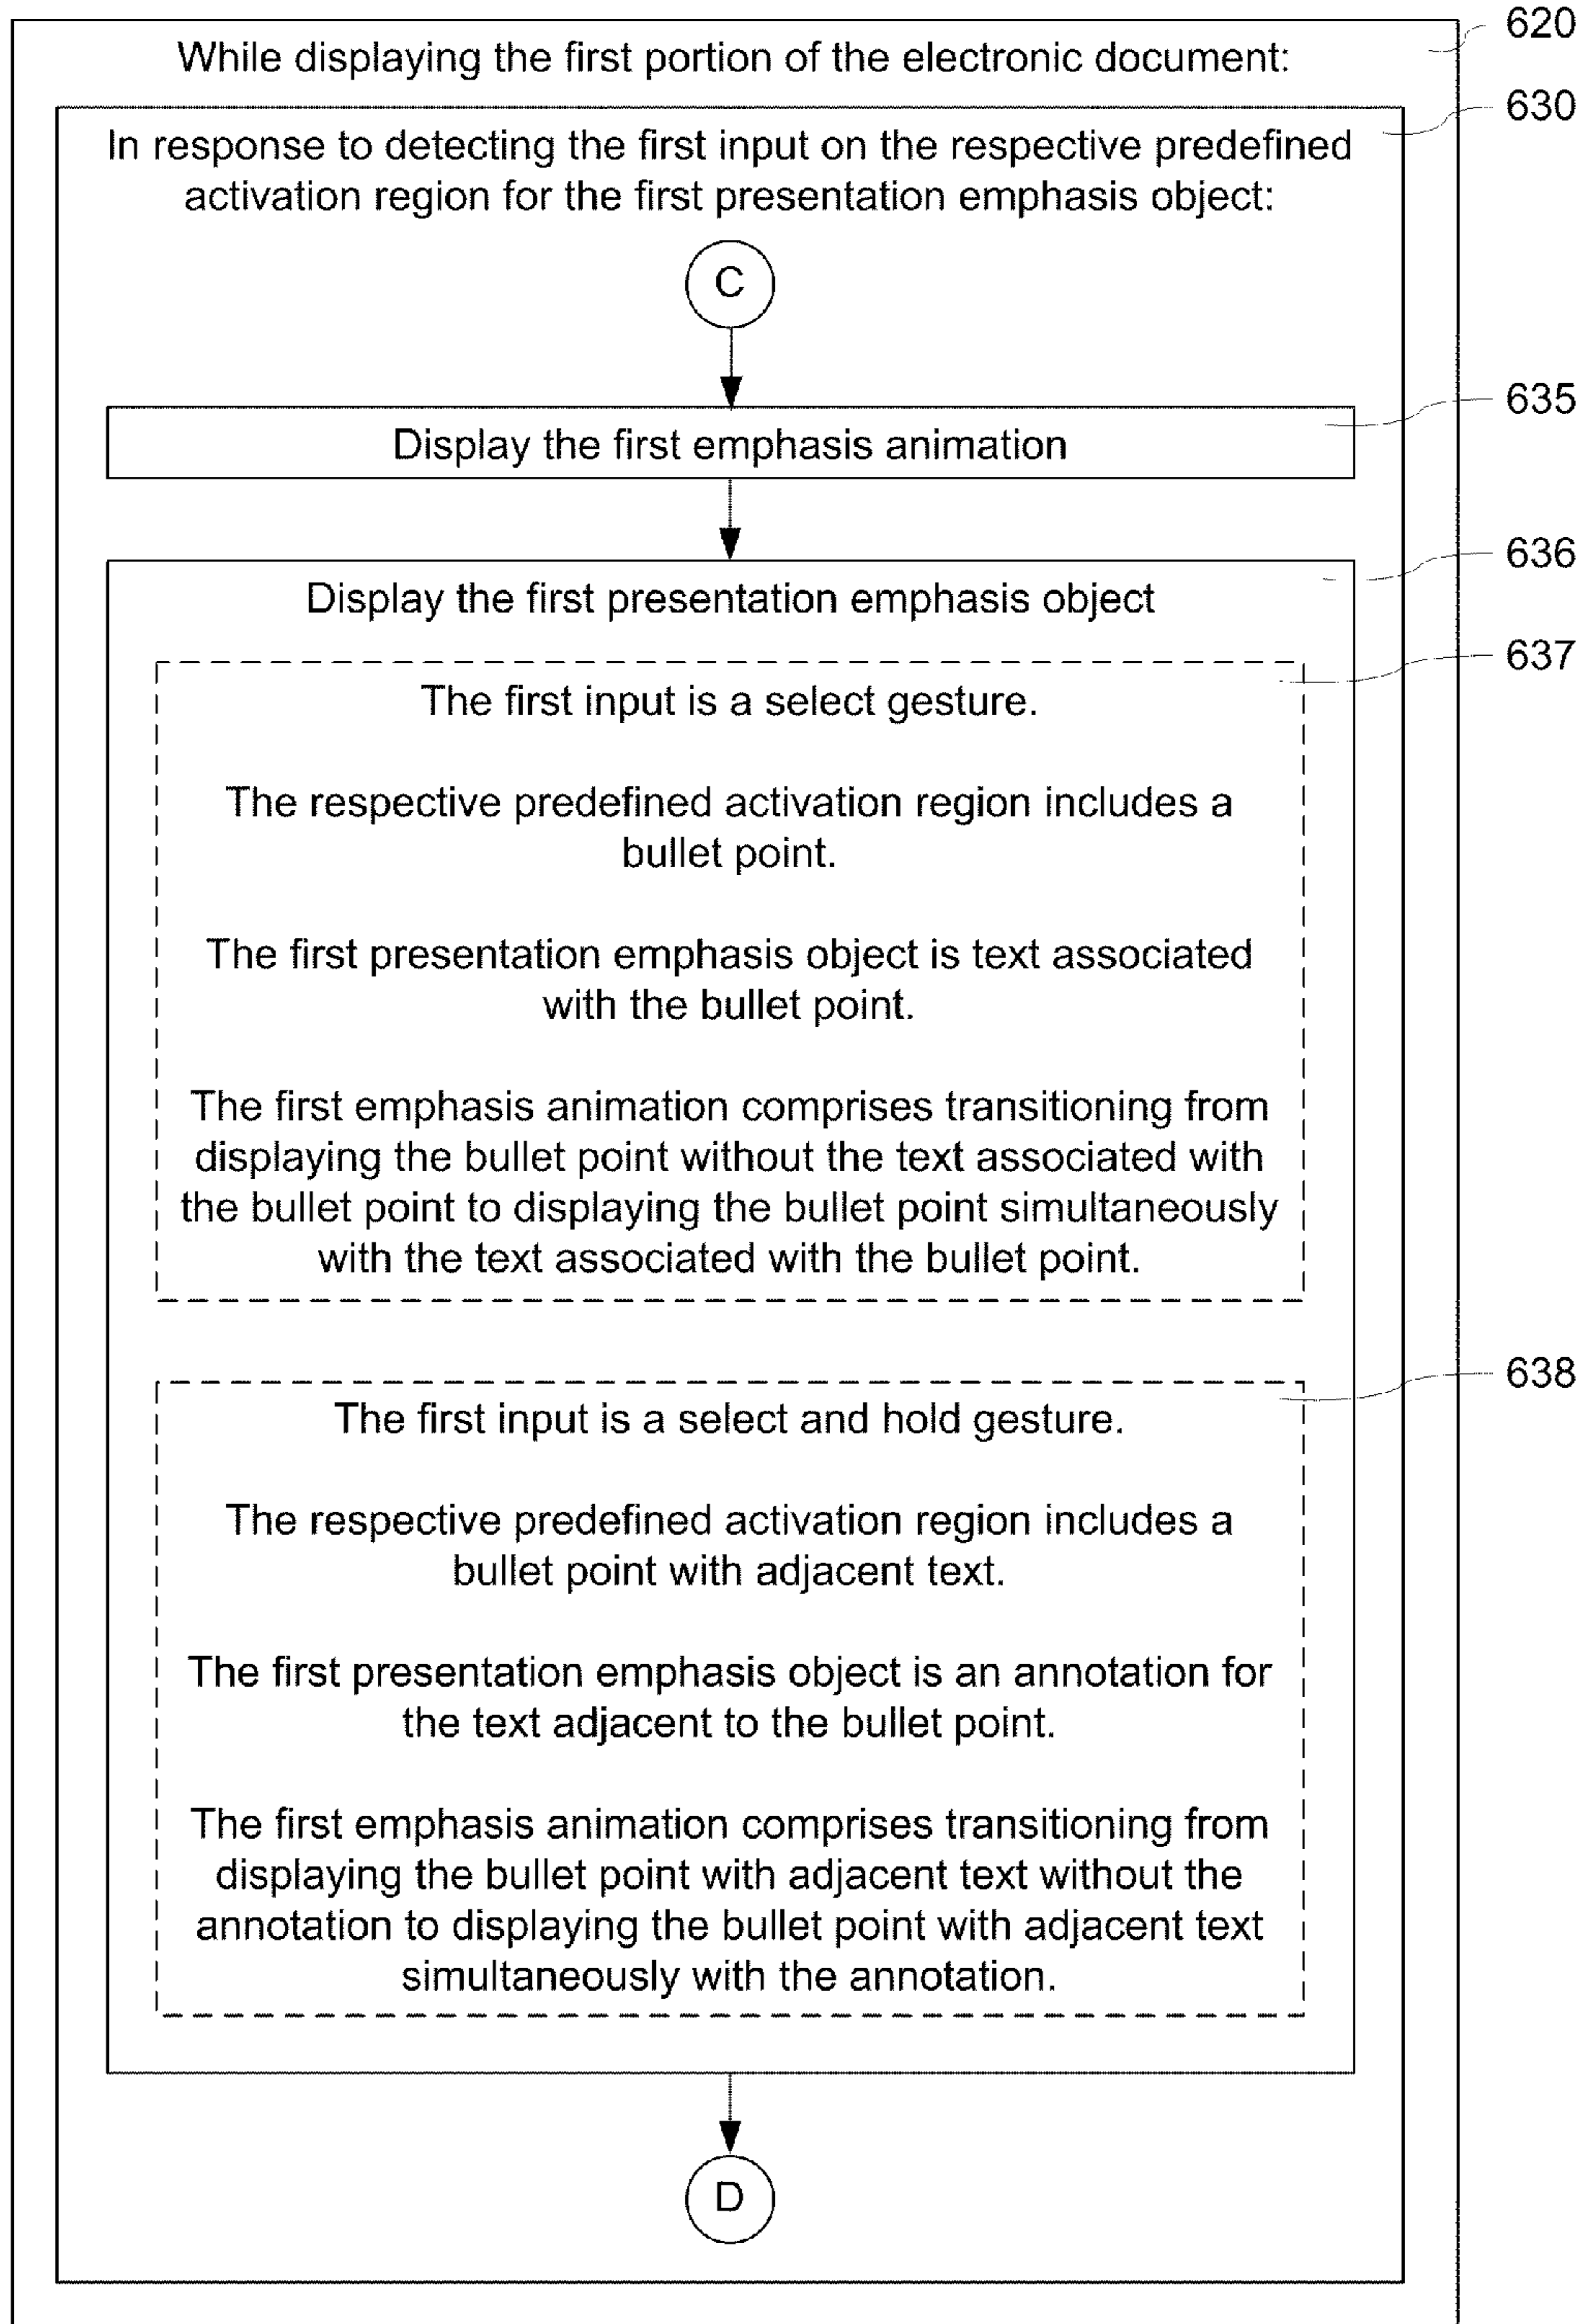 620
While displaying the first portion of the electronic document:
630
In response to detecting the first input on the respective predefined
activation region for the first presentation emphasis object:
C
635
Display the first emphasis animation
636
Display the first presentation emphasis object
637
The first input is a select gesture.
The respective predefined activation region includes a
bullet point.
The first presentation emphasis object is text associated
with the bullet point.
The first emphasis animation comprises transitioning from
displaying the bullet point without the text associated with
the bullet point to displaying the bullet point simultaneously
with the text associated with the bullet point.
638
The first input is a select and hold gesture.
The respective predefined activation region includes a
bullet point with adjacent text.
The first presentation emphasis object is an annotation for
the text adjacent to the bullet point.
The first emphasis animation comprises transitioning from
displaying the bullet point with adjacent text without the
annotation to displaying the bullet point with adjacent text
simultaneously with the annotation.
D